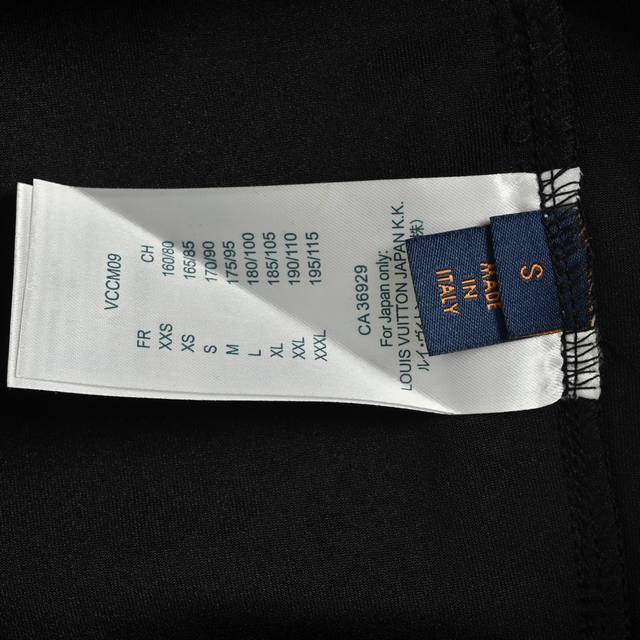 VCCM09
FR CH
XXS 160/80
XS 165/85
S 170/90
M 175/95
L 180/100
XL 185/105
XXL 190/110
XXXL 195/115
CA 36929
For Japan only:
LOUIS VUITTON JAPAN K.K.
MADE
IN
ITALY
S